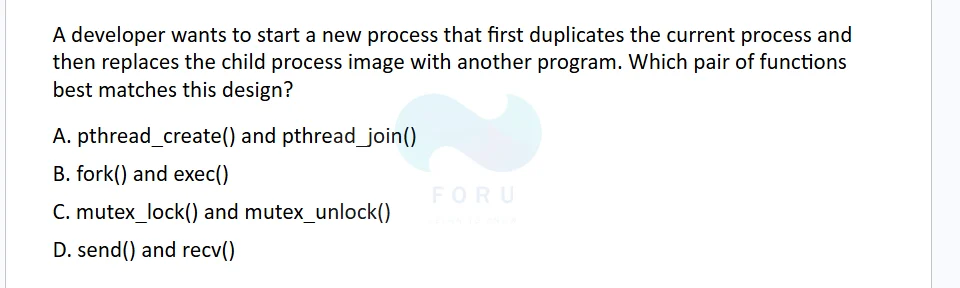 A developer wants to start a new process that first duplicates the current process and
then replaces the child process image with another program. Which pair of functions
best matches this design?
A. pthread_create() and pthread_join()
B. fork() and exec()
FORU
C. mutex_lock() and mutex_unlock()
D. send() and recv()